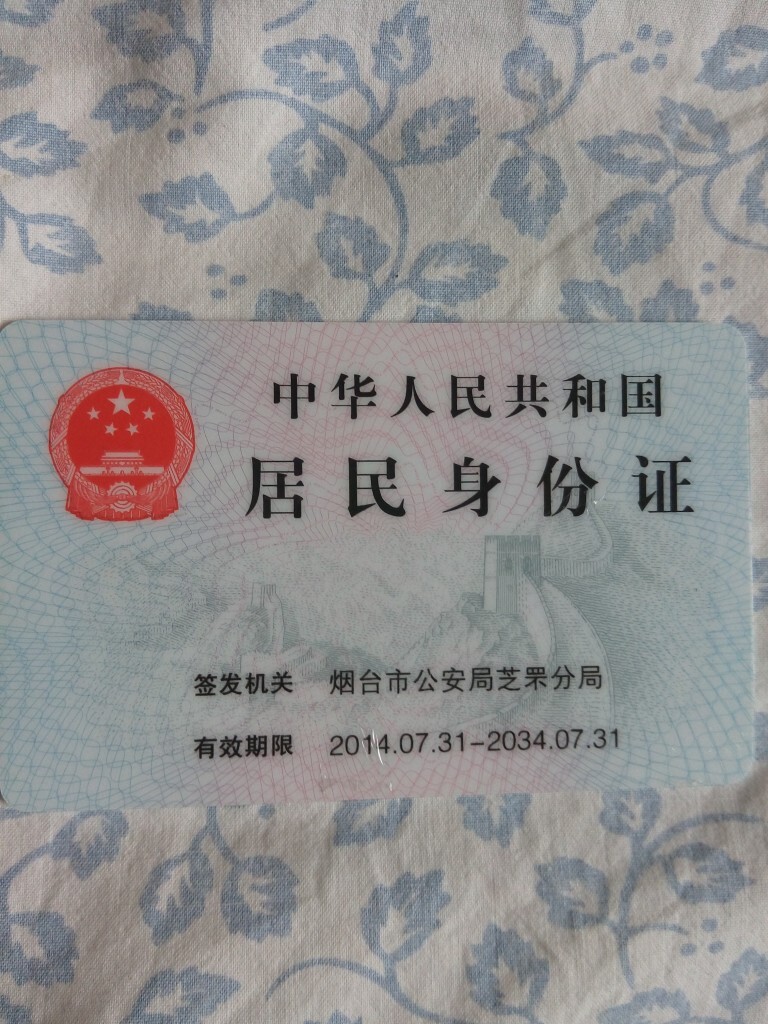 中华人民共和国
居民身份证
签发机关 烟台市公安局芝罘分局
有效期限 2014.07.31-2034.07.31